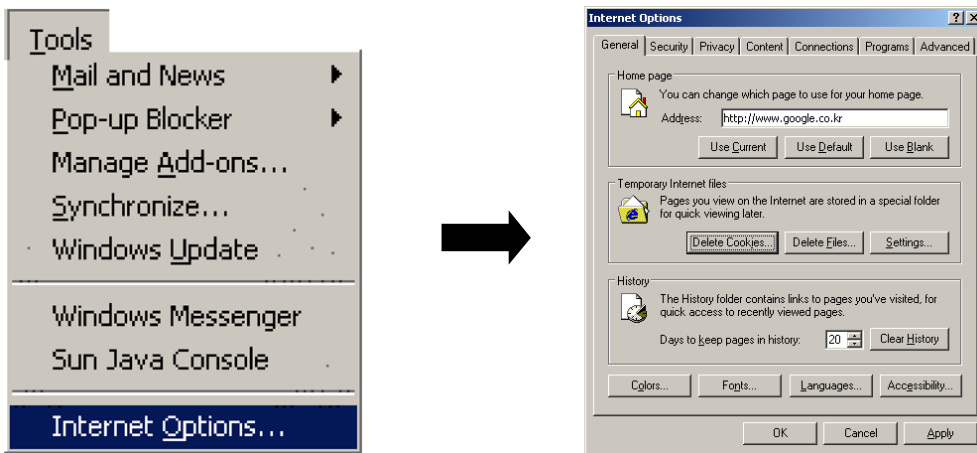 Tools
Mail and News
Pop-up Blocker
Manage Add-ons...
Synchronize...
Windows Update
Windows Messenger
Sun Java Console
Internet Options...
Internet Options
General Security Privacy Content Connections Programs Advanced
Home page
You can change which page to use for your home page.
Address: http://www.google.co.kr
Use Current Use Default Use Blank
Temporary Internet files
Pages you view on the Internet are stored in a special folder
for quick viewing later.
Delete Cookies... Delete Files... Settings...
History
The History folder contains links to pages you've visited, for
quick access to recently viewed pages.
Days to keep pages in history: 20 Clear History
Colors... Fonts... Languages... Accessibility...
OK Cancel Apply